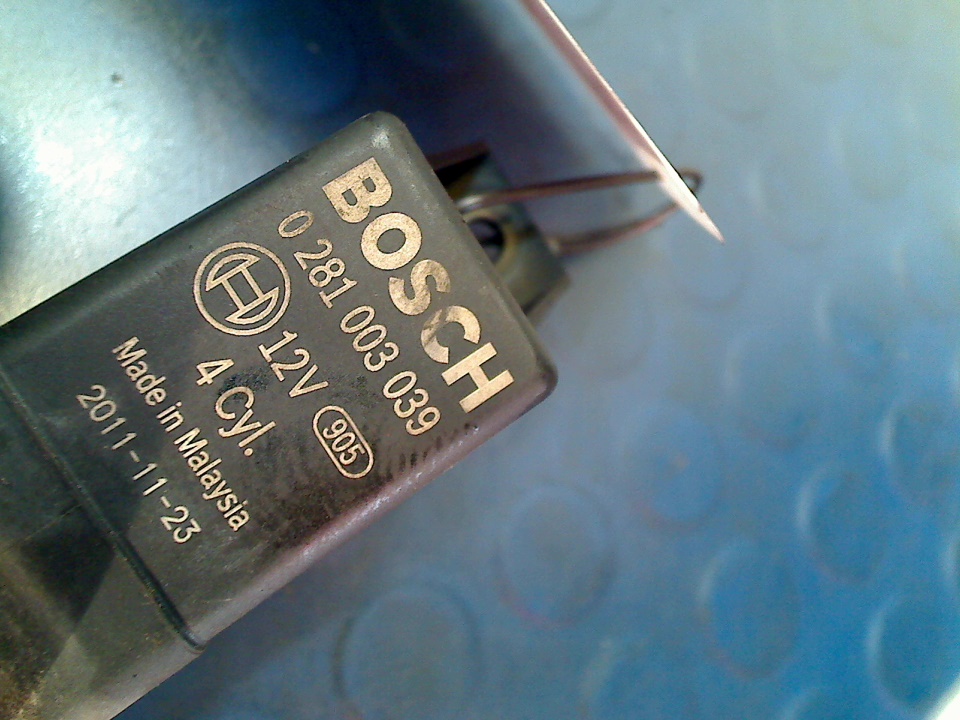 BOSCH
0 281 003 039
12V 905
4 Cyl.
Made in Malaysia
2011-11-23